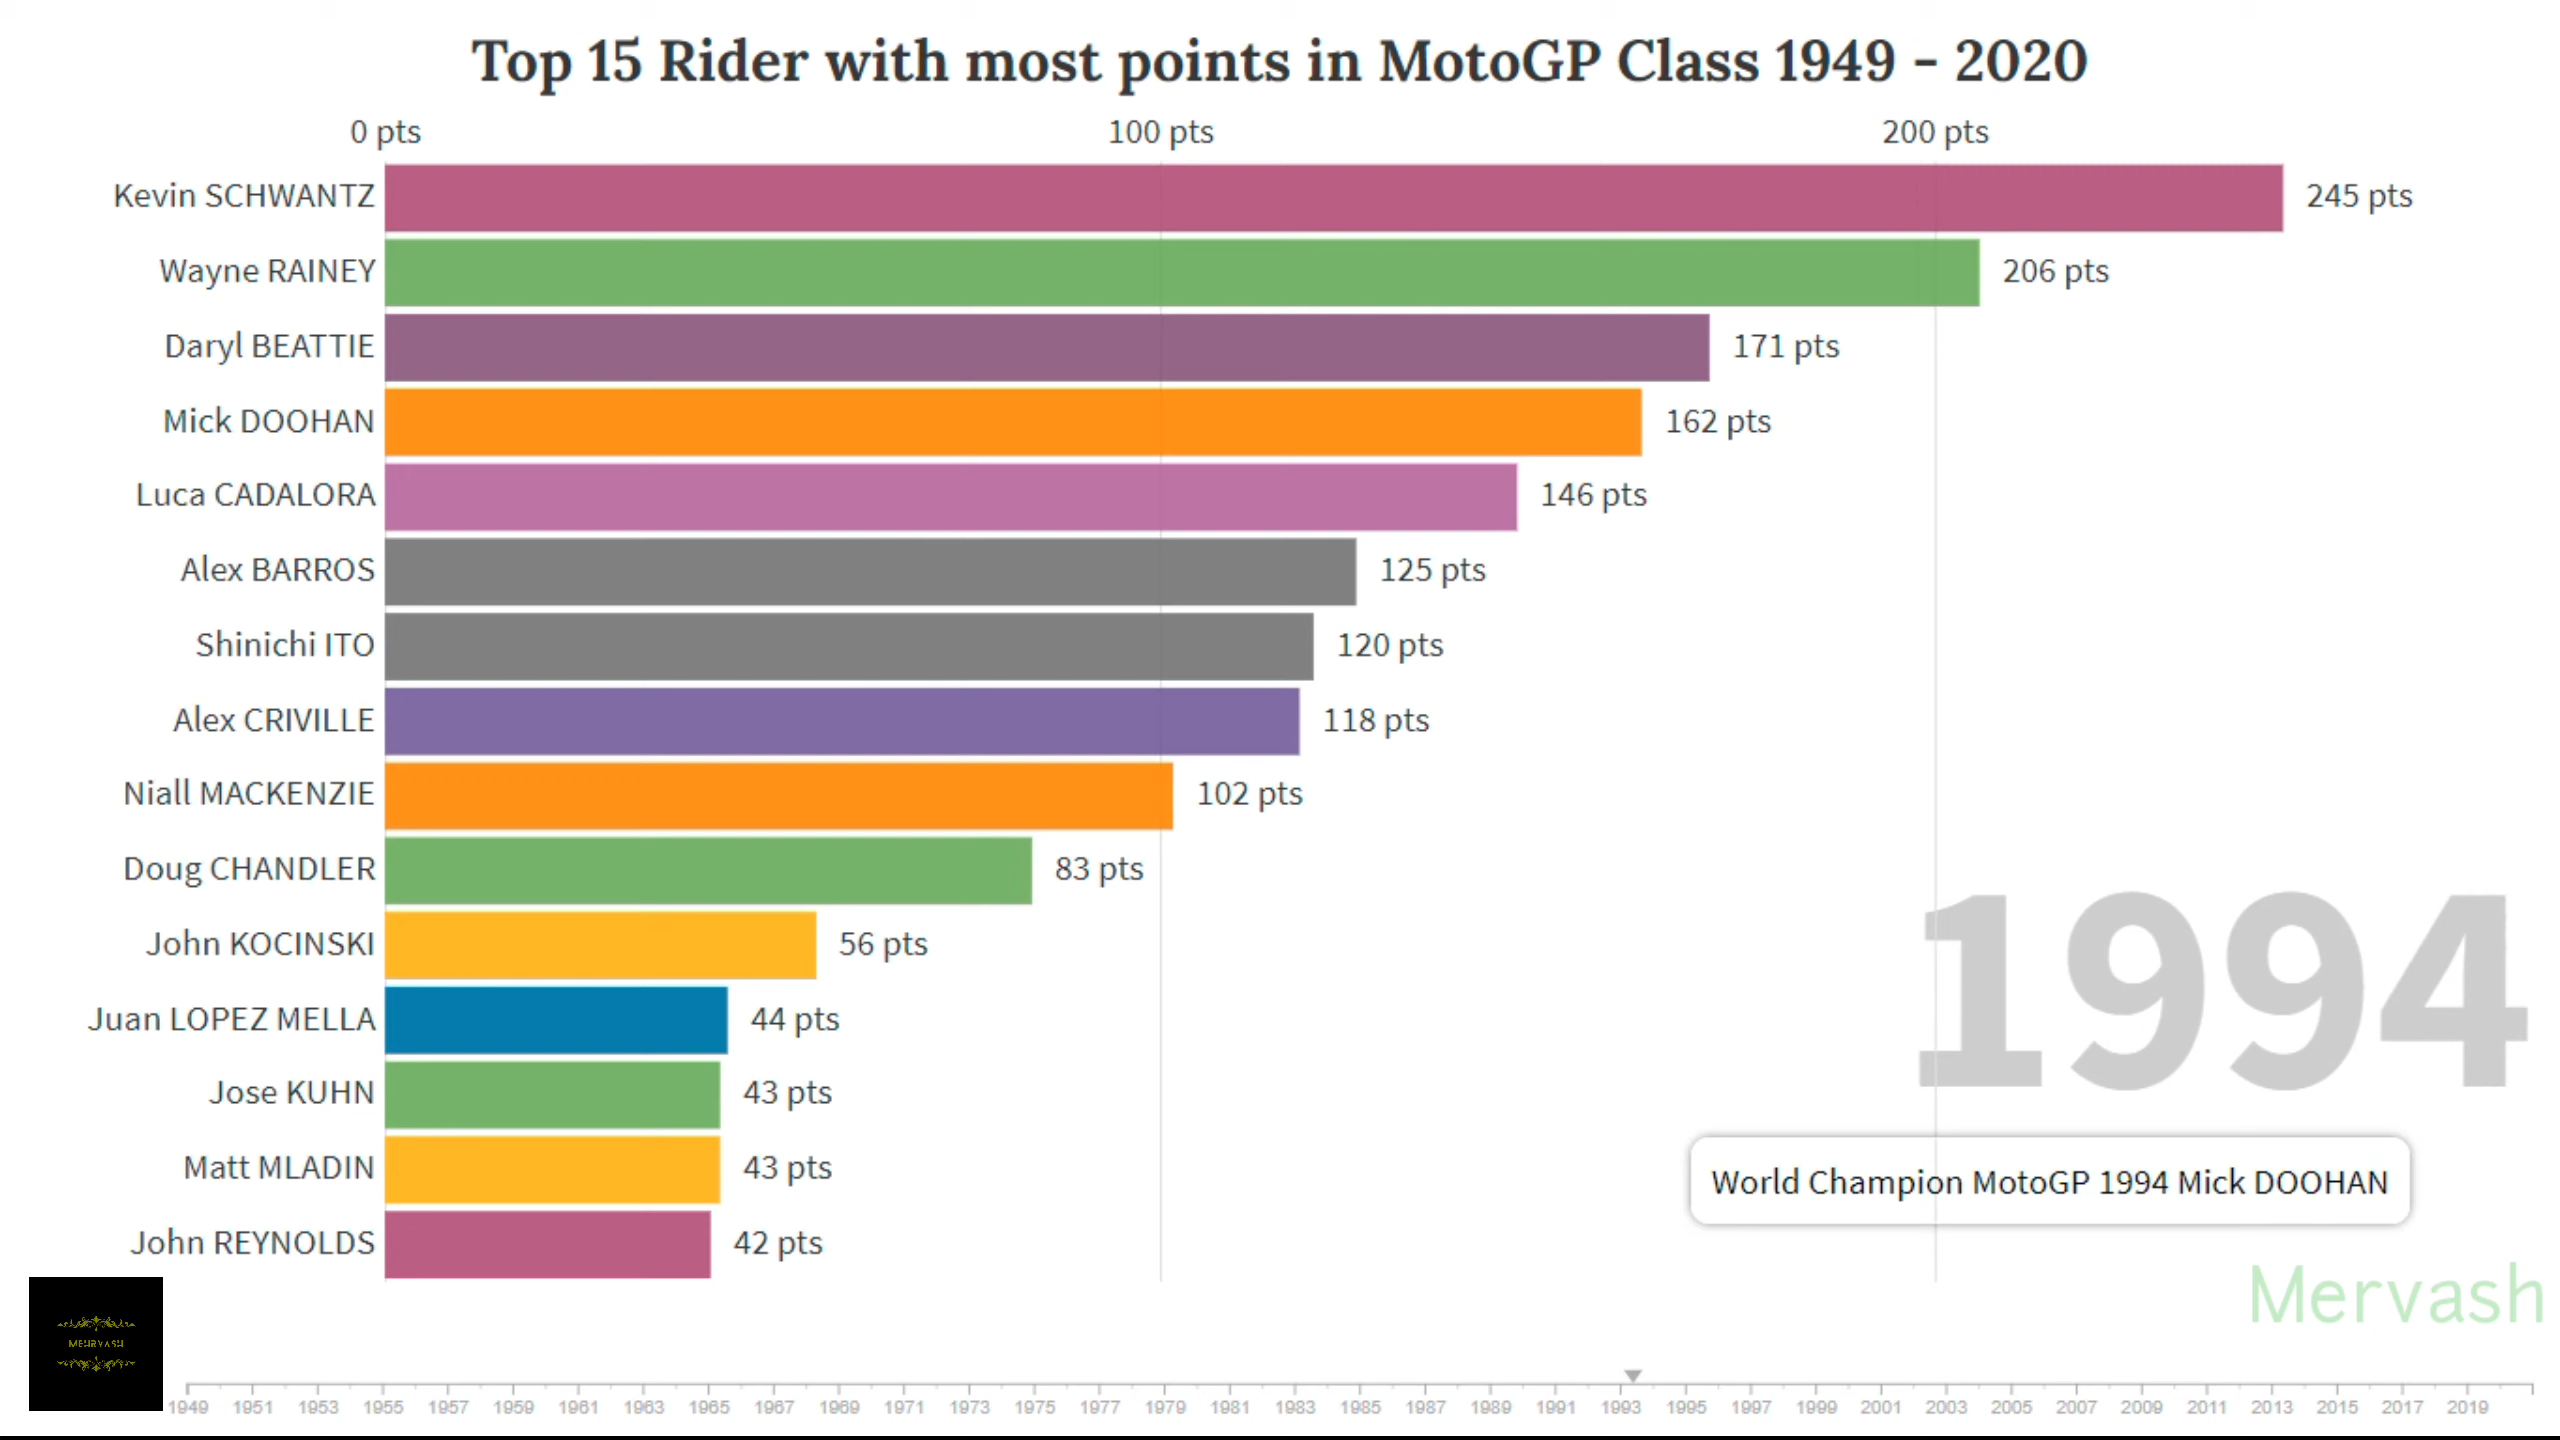 Top 15 Rider with most points in MotoGP Class 1949 - 2020
0 pts 100 pts 200 pts
Kevin SCHWANTZ 245 pts
Wayne RAINEY 206 pts
Daryl BEATTIE 171 pts
Mick DOOHAN 162 pts
Luca CADALORA 146 pts
Alex BARROS 125 pts
Shinichi ITO 120 pts
Alex CRIVILLE 118 pts
Niall MACKENZIE 102 pts
Doug CHANDLER 83 pts
John KOCINSKI 56 pts
Juan LOPEZ MELLA 44 pts
Jose KUHN 43 pts
Matt MLADIN 43 pts
John REYNOLDS 42 pts
1994
World Champion MotoGP 1994 Mick DOOHAN
Mervash
MEHRVASH
1949 1951 1953 1955 1957 1959 1961 1963 1965 1967 1969 1971 1973 1975 1977 1979 1981 1983 1985 1987 1989 1991 1993 1995 1997 1999 2001 2003 2005 2007 2009 2011 2013 2015 2017 2019